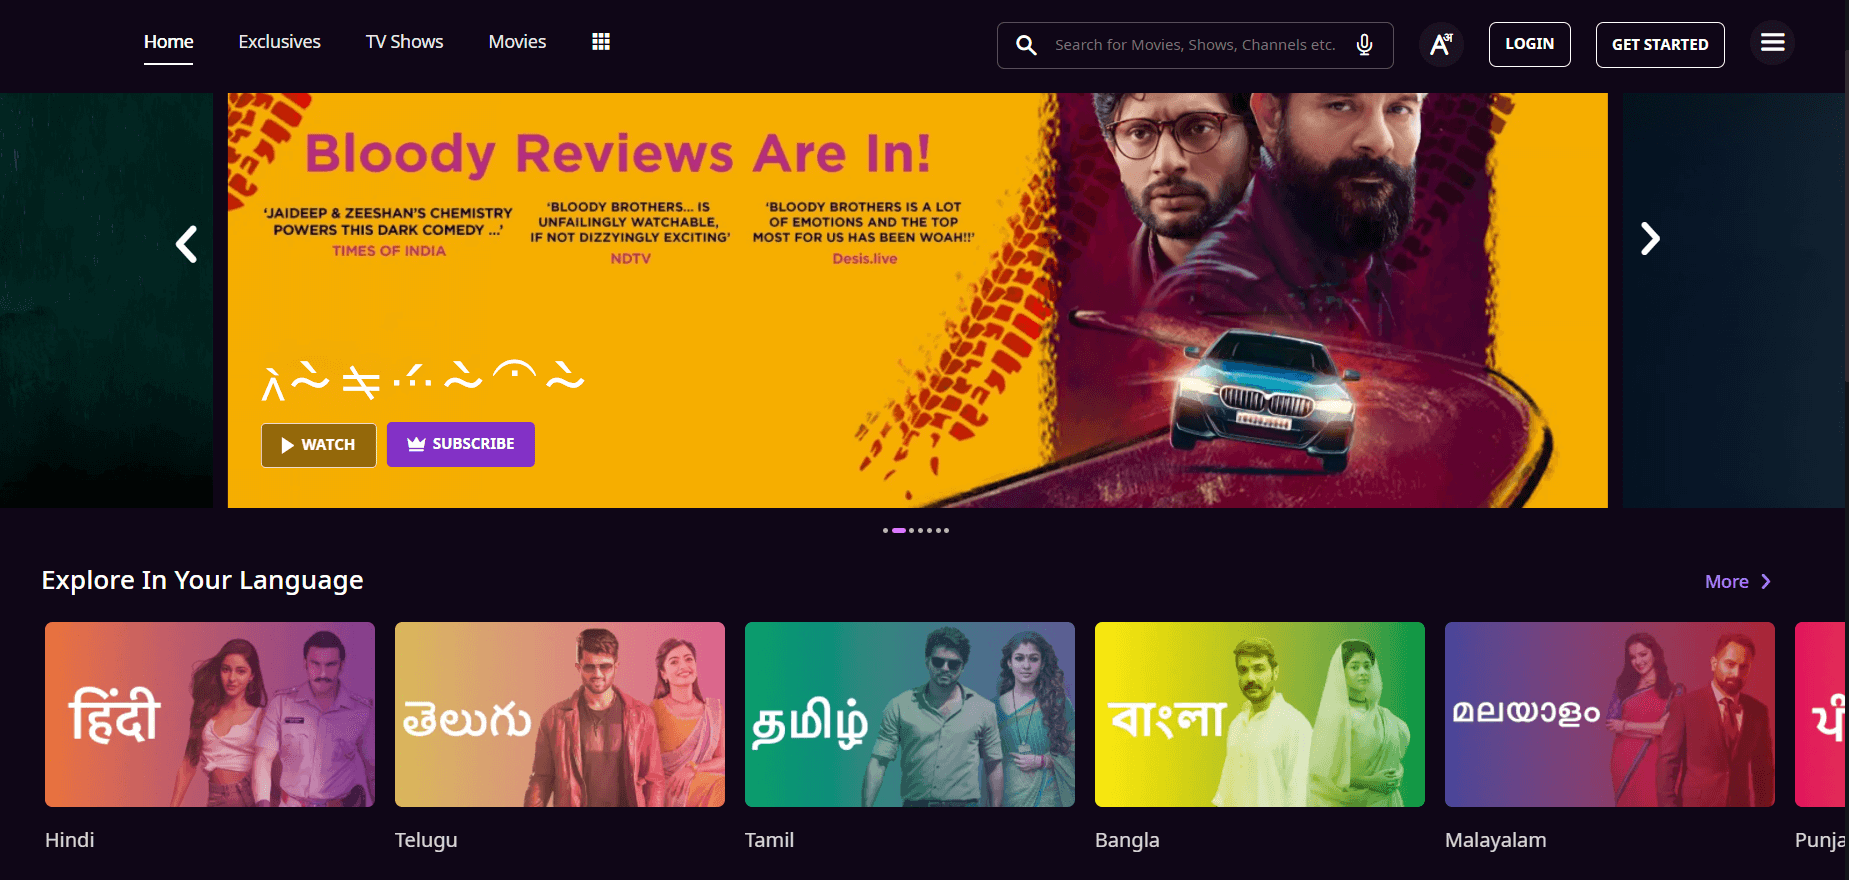 Home Exclusives TV Shows Movies
Search for Movies, Shows, Channels etc.
Aअ
LOGIN
GET STARTED
Bloody Reviews Are In!
‘JAIDEEP & ZEESHAN’S CHEMISTRY
POWERS THIS DARK COMEDY ...’
TIMES OF INDIA
‘BLOODY BROTHERS... IS
UNFAILINGLY WATCHABLE,
IF NOT DIZZYINGLY EXCITING’
NDTV
‘BLOODY BROTHERS IS A LOT
OF EMOTIONS AND THE TOP
MOST FOR US HAS BEEN WOAH!!’
Desis.live
WATCH
SUBSCRIBE
Explore In Your Language
More
हिंदी
తెలుగు
தமிழ்
বাংলা
മലയാളം
Hindi
Telugu
Tamil
Bangla
Malayalam